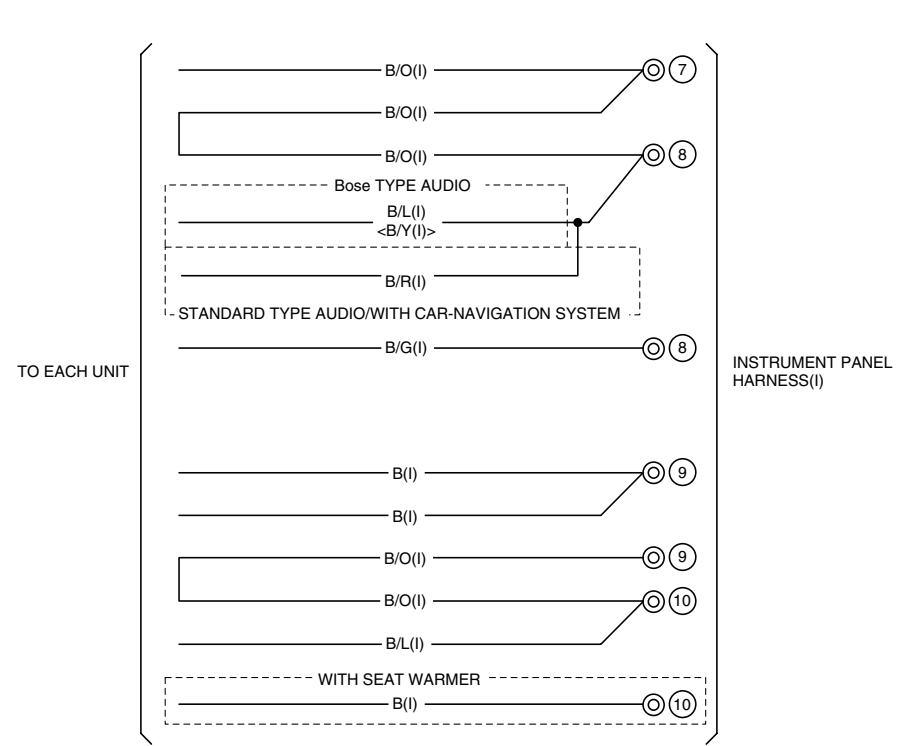 B/O(I) 7
B/O(I)
B/O(I) 8
Bose TYPE AUDIO
B/L(I)
<B/Y(I)>
B/R(I)
STANDARD TYPE AUDIO/WITH CAR-NAVIGATION SYSTEM
B/G(I) 8
TO EACH UNIT
INSTRUMENT PANEL
HARNESS(I)
B(I) 9
B(I)
B/O(I) 9
B/O(I) 10
B/L(I)
WITH SEAT WARMER
B(I) 10